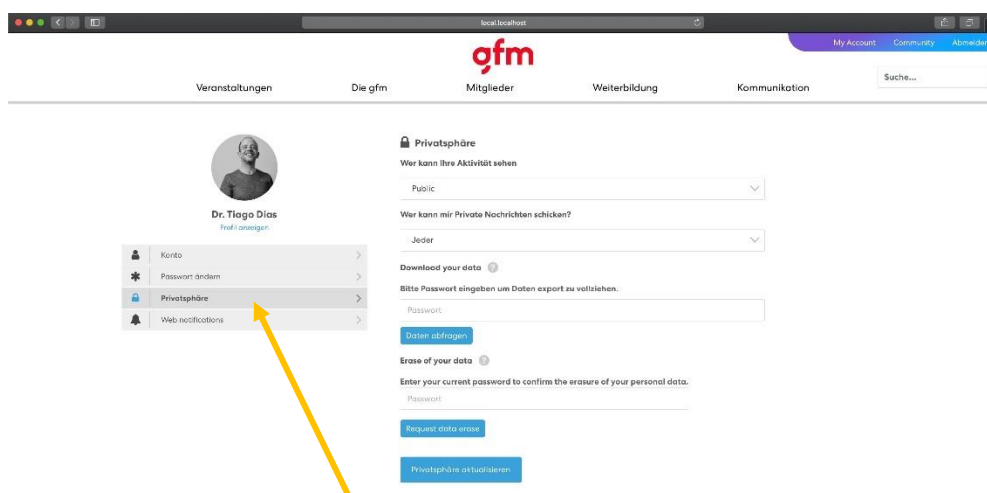 local.localhost
My Account Community Abmelden
gfm
Suche...
Veranstaltungen Die gfm Mitglieder Weiterbildung Kommunikation
Dr. Tiago Dias
Profil anzeigen
Konto
Passwort ändern
Privatsphäre
Web notifications
Privatsphäre
Wer kann Ihre Aktivität sehen
Public
Wer kann mir Private Nachrichten schicken?
Jeder
Download your data ?
Bitte Passwort eingeben um Daten export zu vollziehen.
Passwort
Daten abfragen
Erase of your data ?
Enter your current password to confirm the erasure of your personal data.
Passwort
Request data erase
Privatsphäre aktualisieren